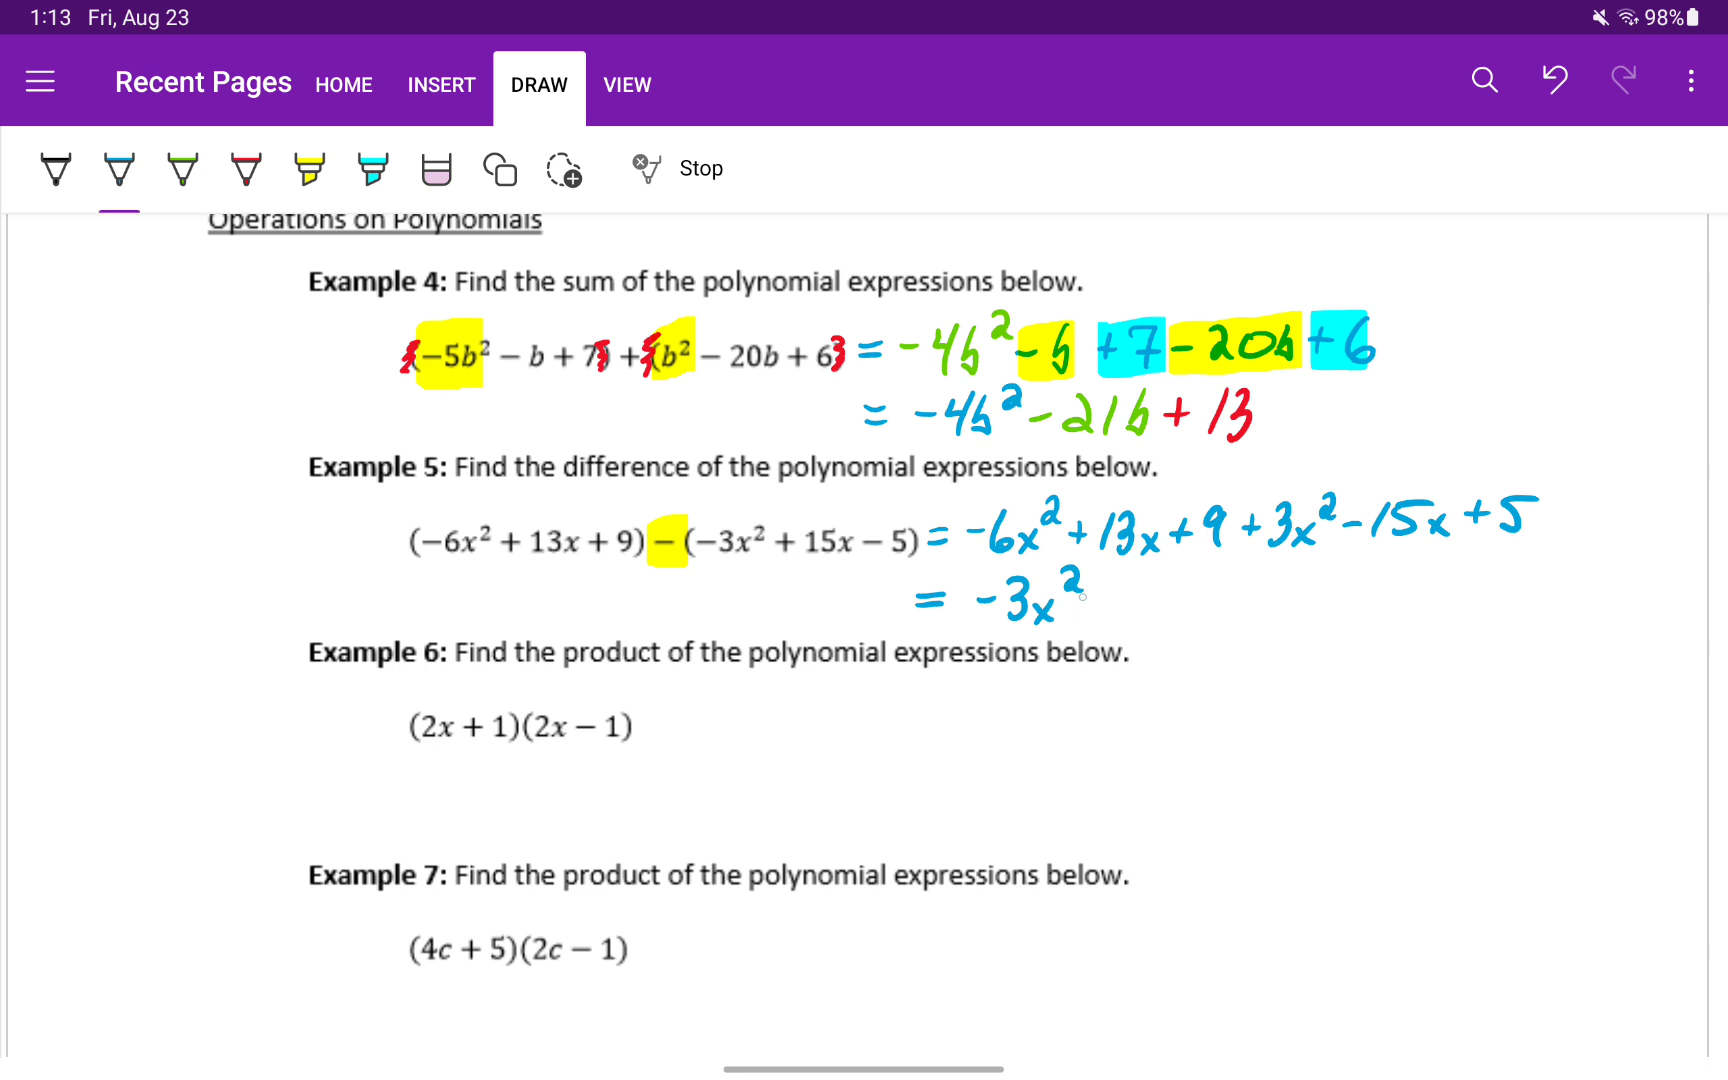 1:13 Fri, Aug 23 98%
Recent Pages HOME INSERT DRAW VIEW
Stop
Operations on Polynomials
Example 4: Find the sum of the polynomial expressions below.
(−5b² − b + 7) + (b² − 20b + 6) = -4b² - b + 7 - 20b + 6
= -4b² - 21b + 13
Example 5: Find the difference of the polynomial expressions below.
(−6x² + 13x + 9) − (−3x² + 15x − 5) = -6x² + 13x + 9 + 3x² - 15x + 5
= -3x²
Example 6: Find the product of the polynomial expressions below.
(2x + 1)(2x − 1)
Example 7: Find the product of the polynomial expressions below.
(4c + 5)(2c − 1)